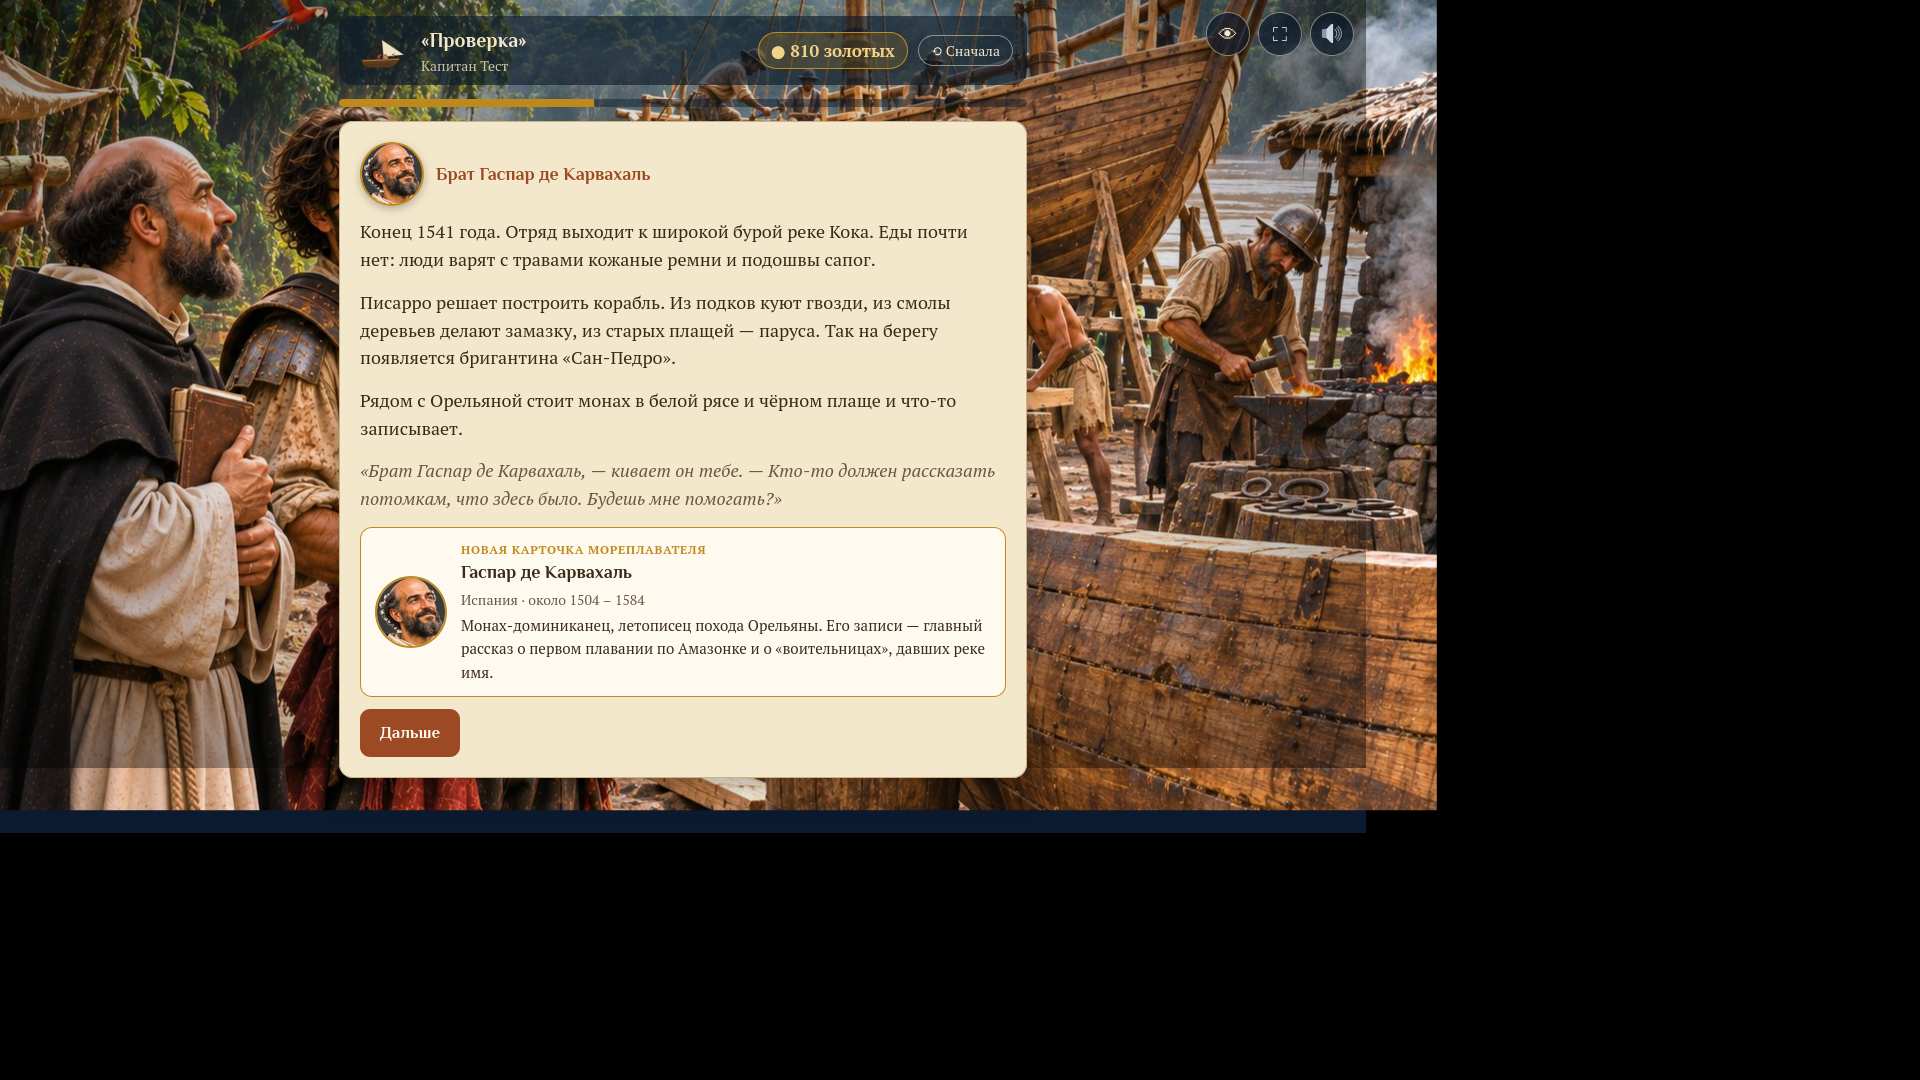 «Проверка»
Капитан Тест
810 золотых
⟲ Сначала
Брат Гаспар де Карвахаль
Конец 1541 года. Отряд выходит к широкой бурой реке Кока. Еды почти
нет: люди варят с травами кожаные ремни и подошвы сапог.
Писарро решает построить корабль. Из подков куют гвозди, из смолы
деревьев делают замазку, из старых плащей — паруса. Так на берегу
появляется бригантина «Сан-Педро».
Рядом с Орельяной стоит монах в белой рясе и чёрном плаще и что-то
записывает.
«Брат Гаспар де Карвахаль, — кивает он тебе. — Кто-то должен рассказать
потомкам, что здесь было. Будешь мне помогать?»
НОВАЯ КАРТОЧКА МОРЕПЛАВАТЕЛЯ
Гаспар де Карвахаль
Испания · около 1504 – 1584
Монах-доминиканец, летописец похода Орельяны. Его записи — главный
рассказ о первом плавании по Амазонке и о «воительницах», давших реке
имя.
Дальше